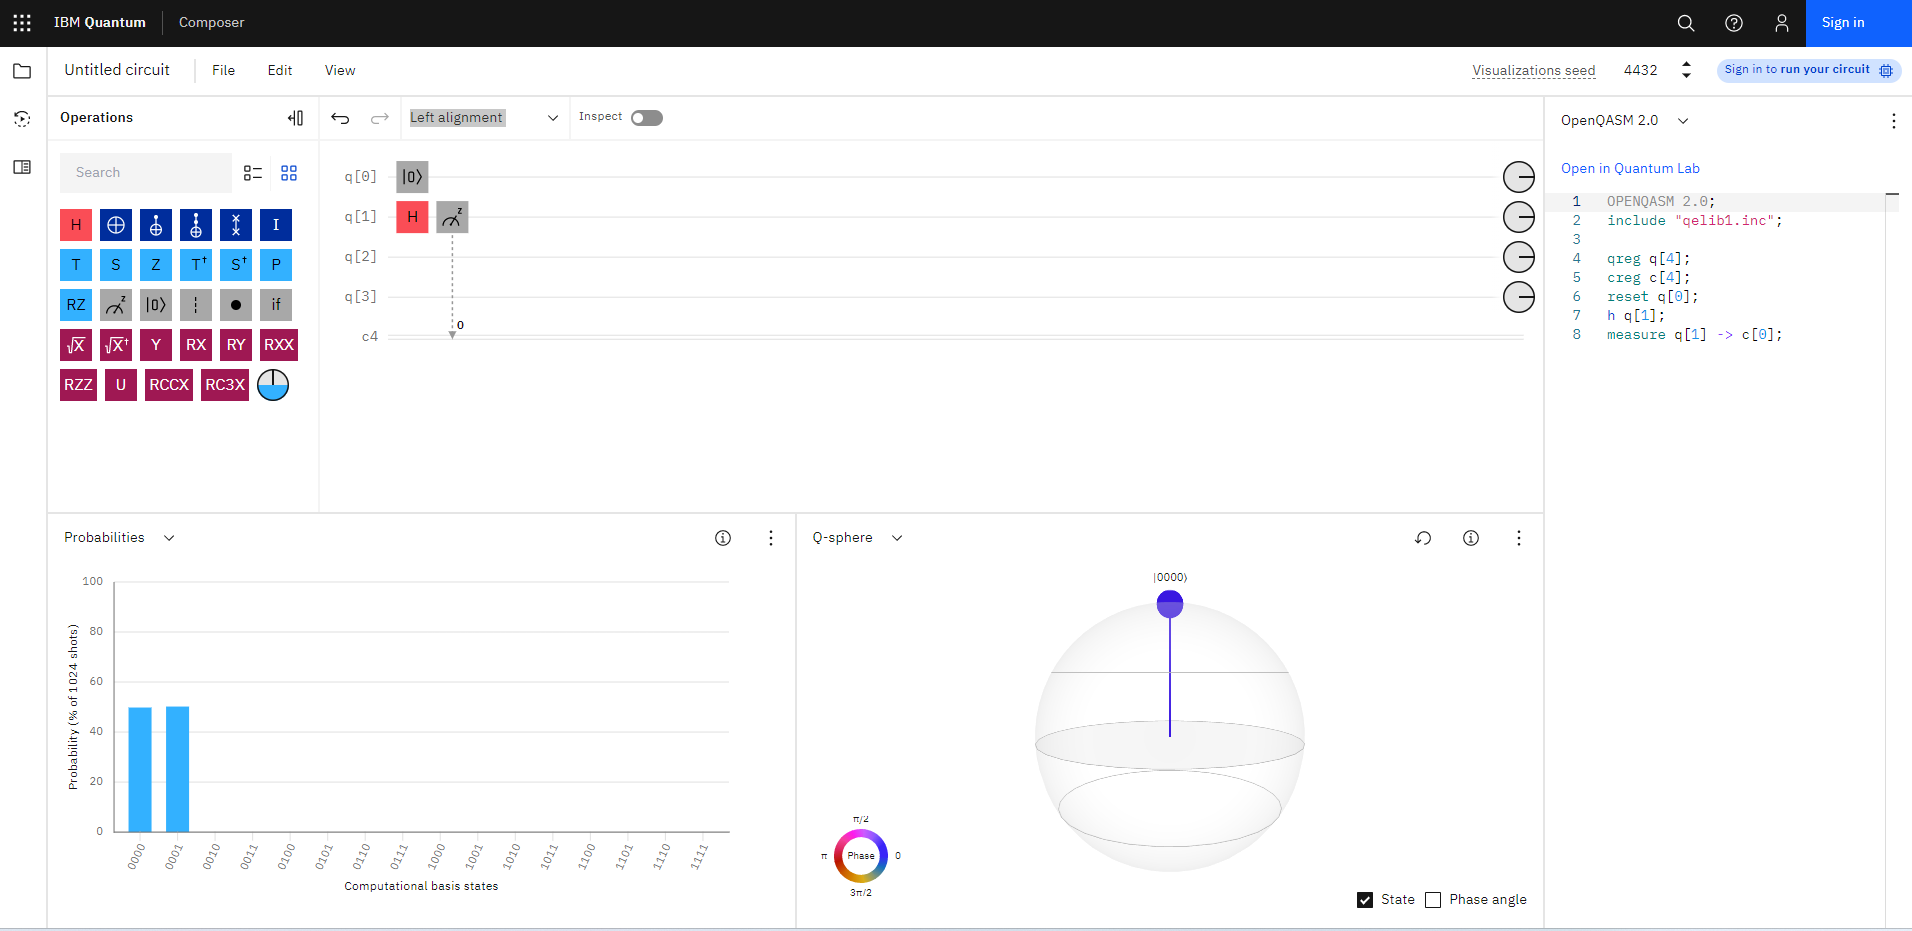 IBM Quantum Composer Sign in
Untitled circuit File Edit View Visualizations seed 4432 Sign in to run your circuit
Operations Left alignment Inspect OpenQASM 2.0
Search
Open in Quantum Lab
H I
T S Z T† S† P
RZ z |0⟩ if
√X √X† Y RX RY RXX
RZZ U RCCX RC3X
q[0] |0⟩
q[1] H z
q[2]
q[3]
0
c4
1 OPENQASM 2.0;
2 include "qelib1.inc";
3
4 qreg q[4];
5 creg c[4];
6 reset q[0];
7 h q[1];
8 measure q[1] -> c[0];
Probabilities
Probability (% of 1024 shots)
100
80
60
40
20
0
0000 0001 0010 0011 0100 0101 0110 0111 1000 1001 1010 1011 1100 1101 1110 1111
Computational basis states
Q-sphere
|0000⟩
π/2
π Phase 0
3π/2
State Phase angle